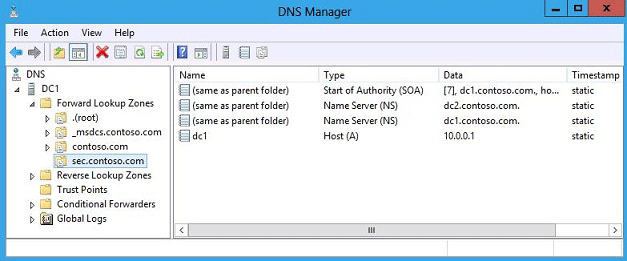 DNS Manager
File Action View Help
DNS
DC1
Forward Lookup Zones
.(root)
_msdcs.contoso.com
contoso.com
sec.contoso.com
Reverse Lookup Zones
Trust Points
Conditional Forwarders
Global Logs
Name Type Data Timestamp
(same as parent folder) Start of Authority (SOA) [7], dc1.contoso.com., ho... static
(same as parent folder) Name Server (NS) dc2.contoso.com. static
(same as parent folder) Name Server (NS) dc1.contoso.com. static
dc1 Host (A) 10.0.0.1 static